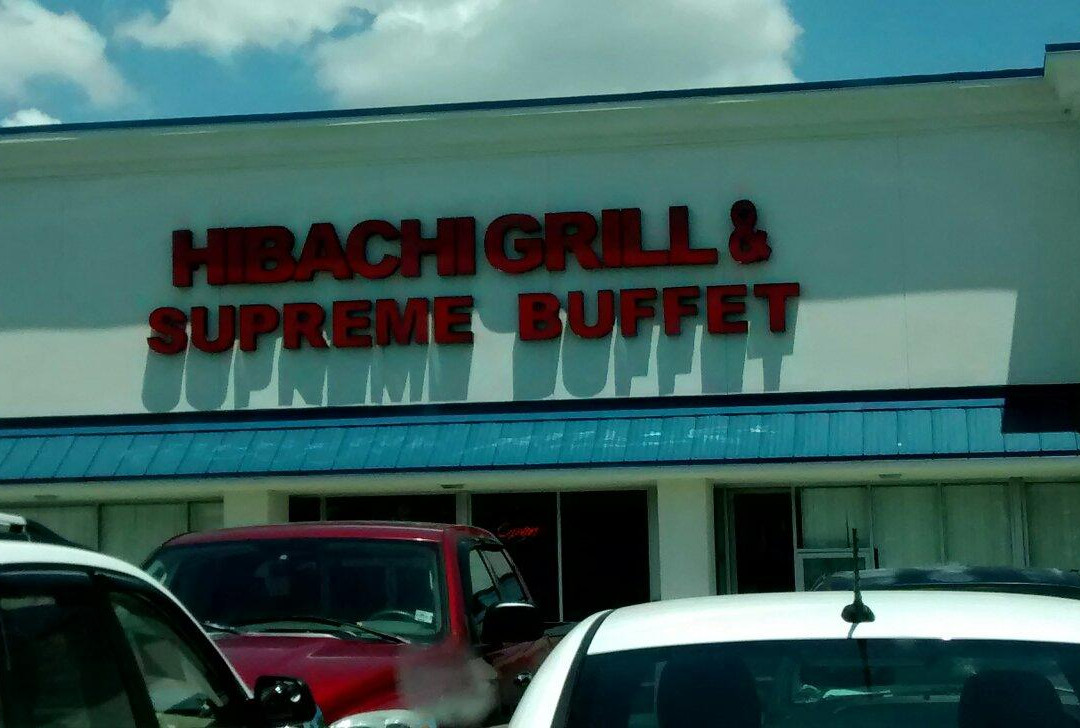 HIBACHI GRILL &
SUPREME BUFFET